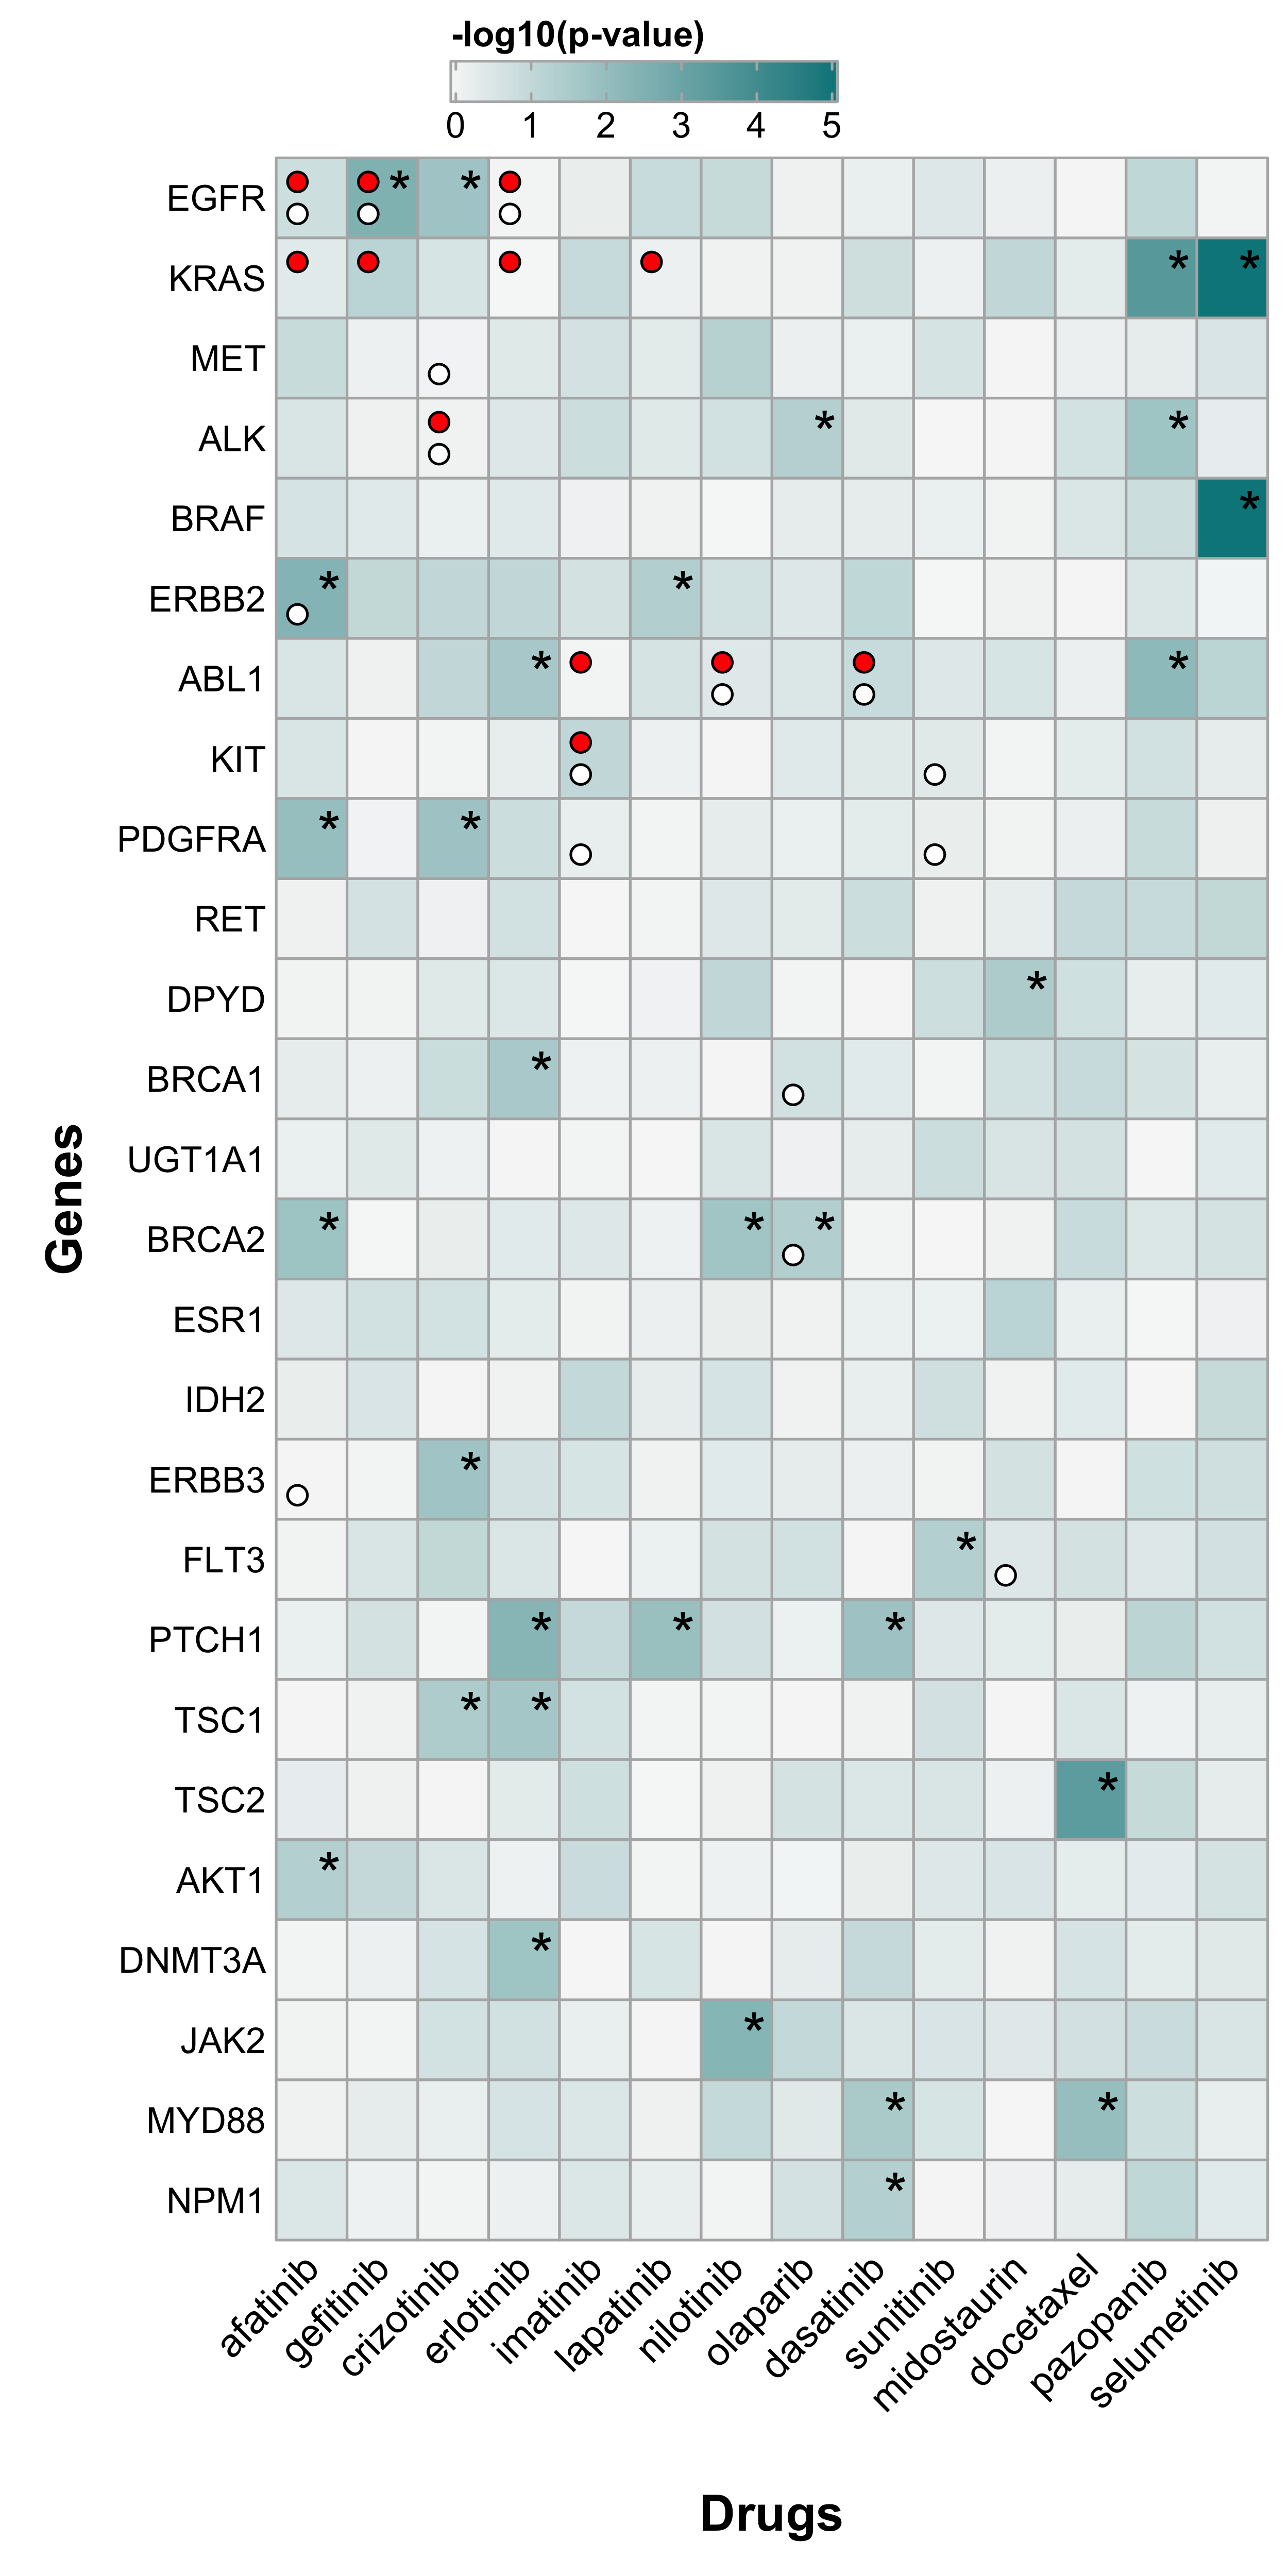 -log10(p-value)
0 1 2 3 4 5
EGFR * *
KRAS * *
MET
ALK * *
BRAF *
ERBB2 * *
ABL1 * *
KIT
PDGFRA * *
RET
DPYD *
BRCA1 *
UGT1A1
BRCA2 * * *
ESR1
IDH2
ERBB3 *
FLT3 *
PTCH1 * * *
TSC1 * *
TSC2 *
AKT1 *
DNMT3A *
JAK2 *
MYD88 * *
NPM1 *
Genes
afatinib
gefitinib
crizotinib
erlotinib
imatinib
lapatinib
nilotinib
olaparib
dasatinib
sunitinib
midostaurin
docetaxel
pazopanib
selumetinib
Drugs